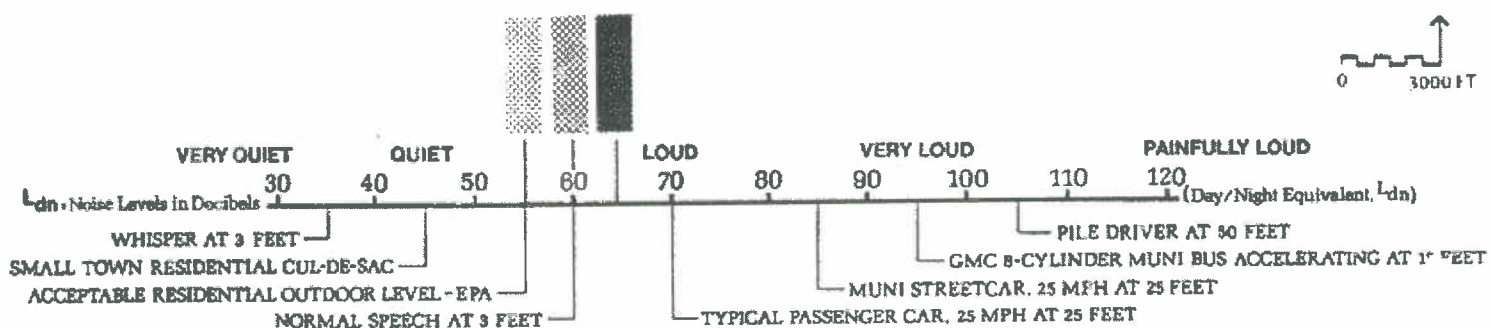 0 3000 FT
VERY QUIET QUIET LOUD VERY LOUD PAINFULLY LOUD
30 40 50 60 70 80 90 100 110 120
Ldn = Noise Levels in Decibels (Day/Night Equivalent, Ldn)
WHISPER AT 3 FEET PILE DRIVER AT 50 FEET
SMALL TOWN RESIDENTIAL CUL-DE-SAC GMC 8-CYLINDER MUNI BUS ACCELERATING AT FEET
ACCEPTABLE RESIDENTIAL OUTDOOR LEVEL - EPA MUNI STREETCAR, 25 MPH AT 25 FEET
NORMAL SPEECH AT 3 FEET TYPICAL PASSENGER CAR, 25 MPH AT 25 FEET